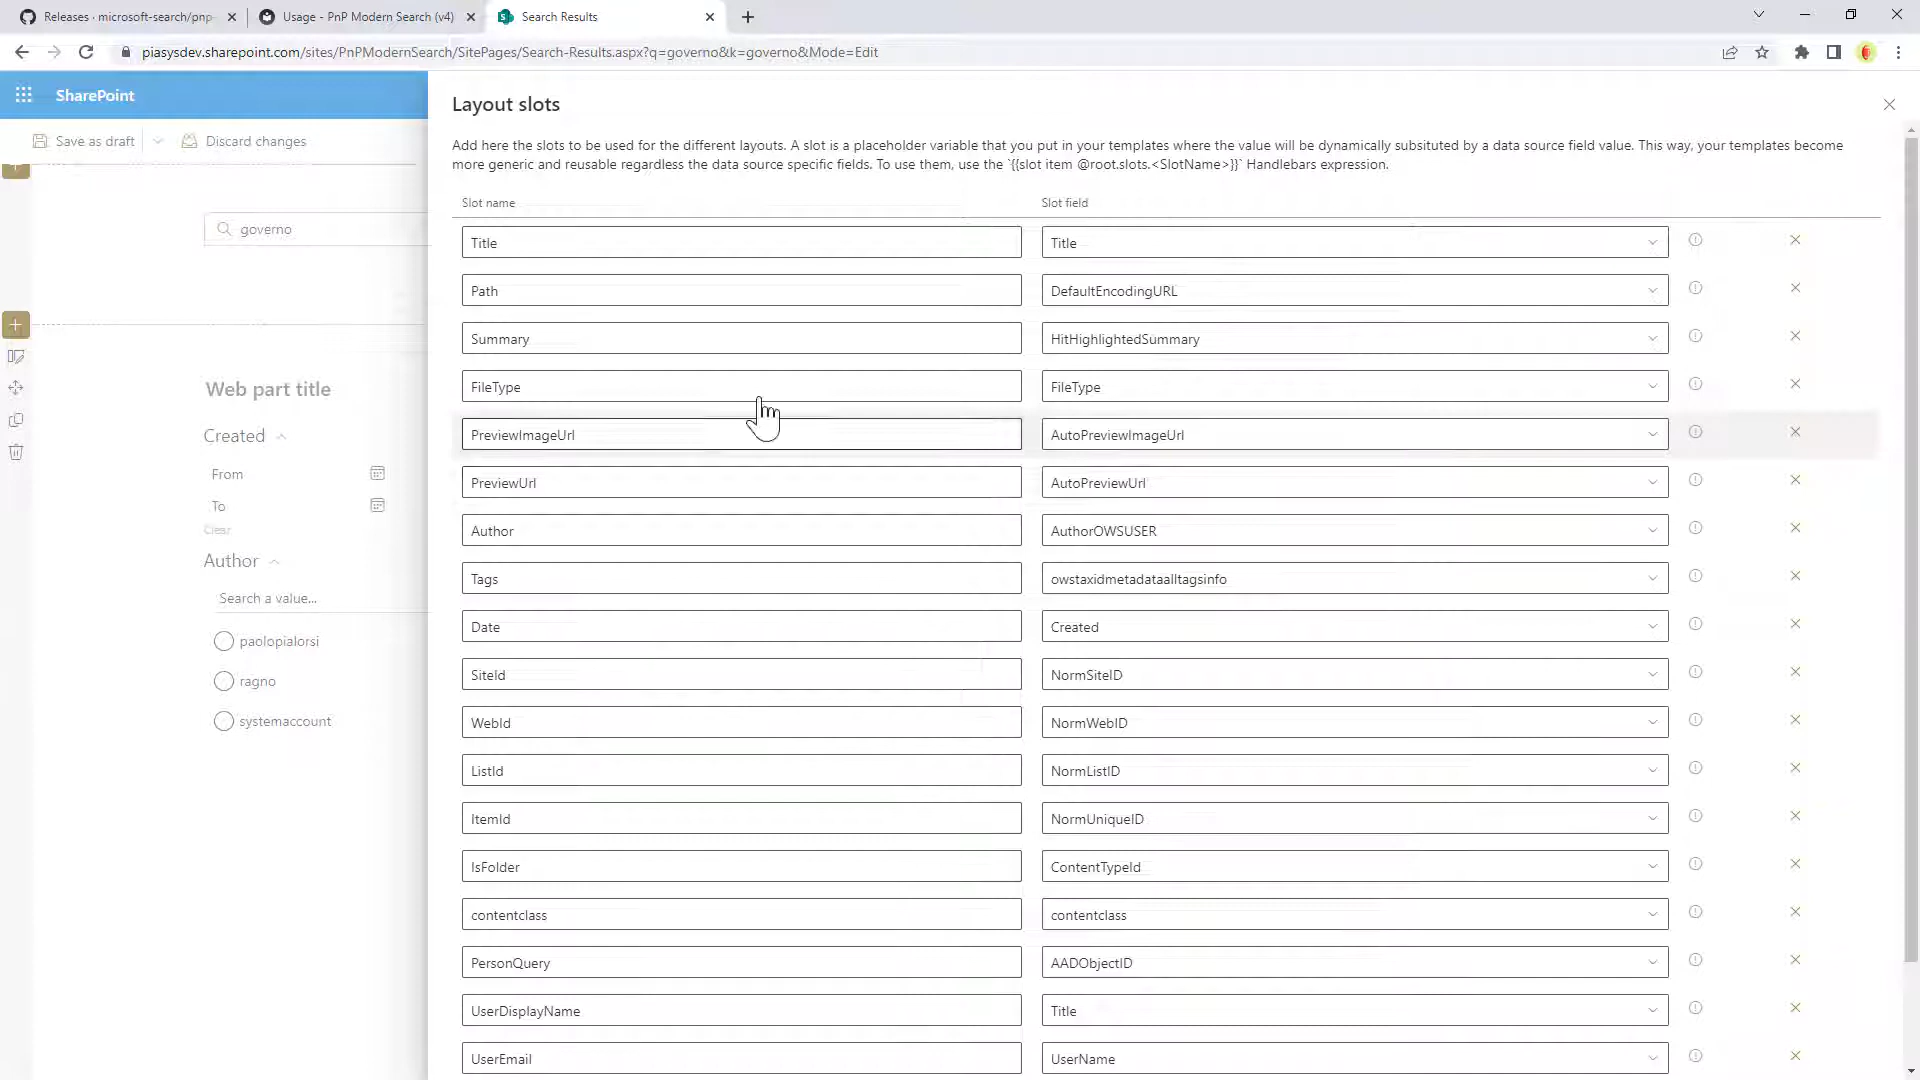 Releases · microsoft-search/pnp
Usage - PnP Modern Search (v4)
Search Results
piasysdev.sharepoint.com/sites/PnPModernSearch/SitePages/Search-Results.aspx?q=governo&k=governo&Mode=Edit
SharePoint
Save as draft
Discard changes
governo
Web part title
Created
From
To
Clear
Author
Search a value...
paolopialorsi
ragno
systemaccount
Layout slots
Add here the slots to be used for the different layouts. A slot is a placeholder variable that you put in your templates where the value will be dynamically subsituted by a data source field value. This way, your templates become
more generic and reusable regardless the data source specific fields. To use them, use the `{{slot item @root.slots.<SlotName>}}` Handlebars expression.
Slot name Slot field
Title Title
Path DefaultEncodingURL
Summary HitHighlightedSummary
FileType FileType
PreviewImageUrl AutoPreviewImageUrl
PreviewUrl AutoPreviewUrl
Author AuthorOWSUSER
Tags owstaxidmetadataalltagsinfo
Date Created
SiteId NormSiteID
WebId NormWebID
ListId NormListID
ItemId NormUniqueID
IsFolder ContentTypeId
contentclass contentclass
PersonQuery AADObjectID
UserDisplayName Title
UserEmail UserName